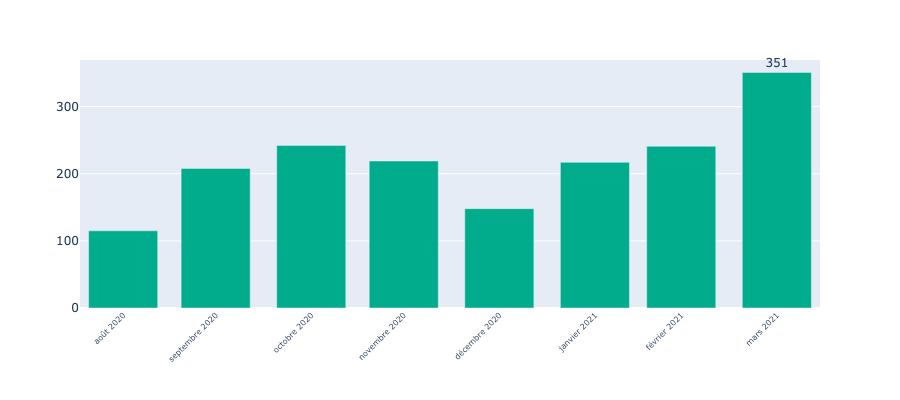 351
300
200
100
0
août 2020
septembre 2020
octobre 2020
novembre 2020
décembre 2020
janvier 2021
février 2021
mars 2021